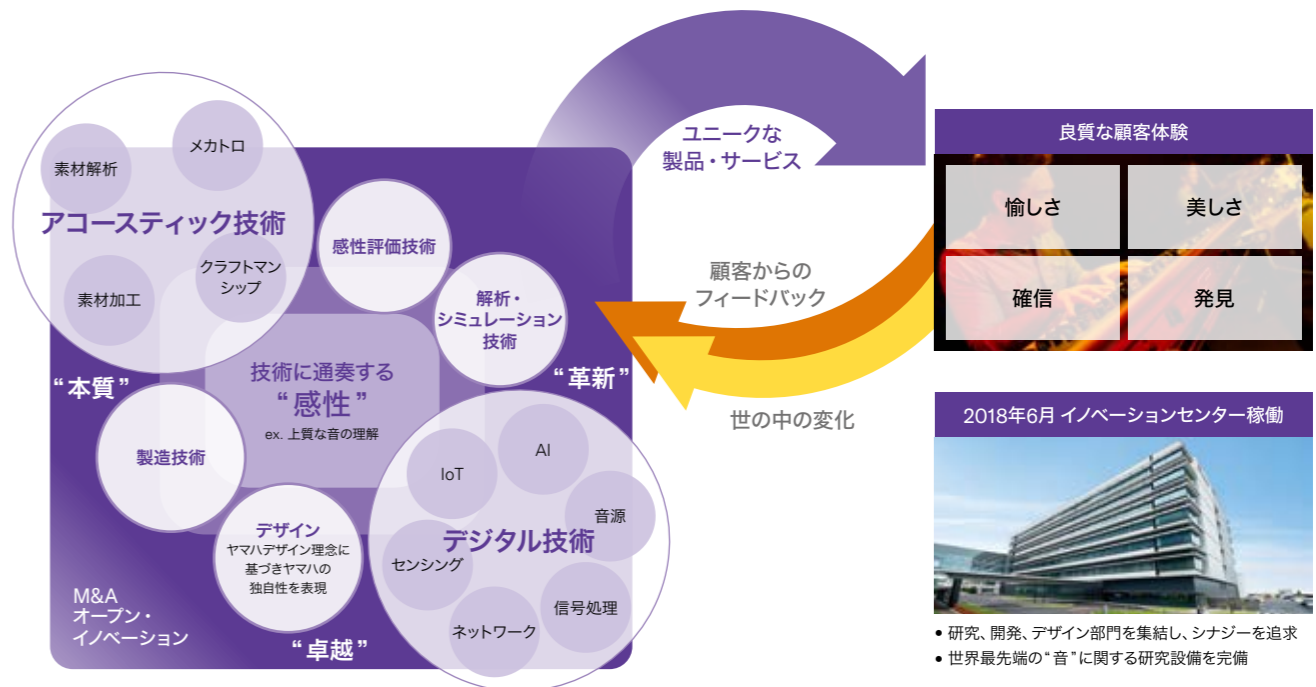 素材解析
メカトロ
アコースティック技術
素材加工
クラフトマン
シップ
感性評価技術
解析・
シミュレーション
技術
“本質”
技術に通奏する
“感性”
ex. 上質な音の理解
“革新”
製造技術
デザイン
ヤマハデザイン理念に
基づきヤマハの
独自性を表現
IoT
AI
音源
デジタル技術
センシング
信号処理
ネットワーク
M&A
オープン・
イノベーション
“卓越”
ユニークな
製品・サービス
顧客からの
フィードバック
世の中の変化
良質な顧客体験
愉しさ
美しさ
確信
発見
2018年6月 イノベーションセンター稼働
• 研究、開発、デザイン部門を集結し、シナジーを追求
• 世界最先端の“音”に関する研究設備を完備